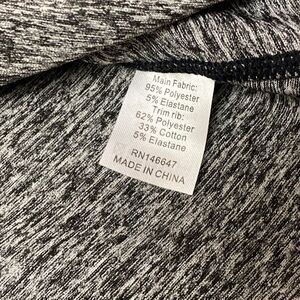 Main Fabric:
95% Polyester
5% Elastane
Trim rib:
62% Polyester
33% Cotton
5% Elastane
RN146647
MADE IN CHINA